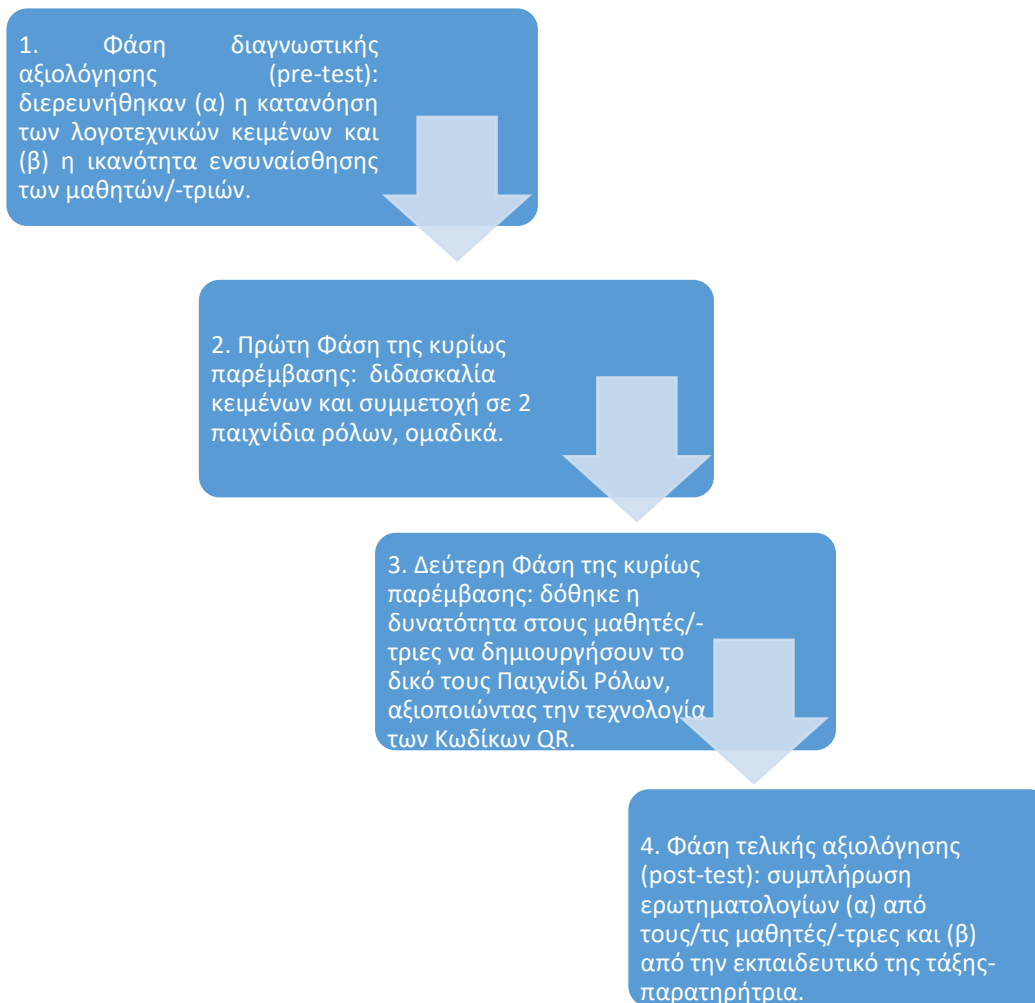 1. Φάση διαγνωστικής
αξιολόγησης (pre-test):
διερευνήθηκαν (α) η κατανόηση
των λογοτεχνικών κειμένων και
(β) η ικανότητα ενσυναίσθησης
των μαθητών/-τριών.
2. Πρώτη Φάση της κυρίως
παρέμβασης: διδασκαλία
κειμένων και συμμετοχή σε 2
παιχνίδια ρόλων, ομαδικά.
3. Δεύτερη Φάση της κυρίως
παρέμβασης: δόθηκε η
δυνατότητα στους μαθητές/-
τριες να δημιουργήσουν το
δικό τους Παιχνίδι Ρόλων,
αξιοποιώντας την τεχνολογία
των Κωδίκων QR.
4. Φάση τελικής αξιολόγησης
(post-test): συμπλήρωση
ερωτηματολογίων (α) από
τους/τις μαθητές/-τριες και (β)
από την εκπαιδευτικό της τάξης-
παρατηρήτρια.